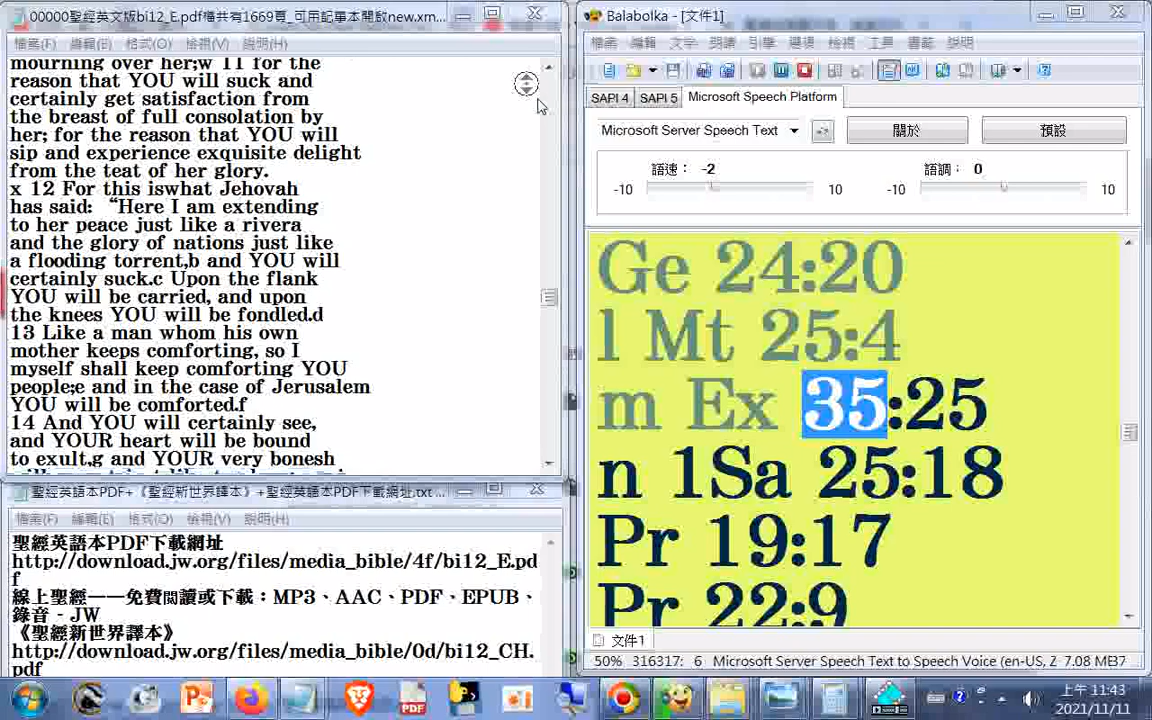 00000聖經英文版bi12_E.pdf檔共有1669頁_可用記事本開啟new.xm...
檔案(F) 編輯(E) 格式(O) 檢視(V) 說明(H)
mourning over her;w 11 for the
reason that YOU will suck and
certainly get satisfaction from
the breast of full consolation by
her; for the reason that YOU will
sip and experience exquisite delight
from the teat of her glory.
x 12 For this iswhat Jehovah
has said: “Here I am extending
to her peace just like a rivera
and the glory of nations just like
a flooding torrent,b and YOU will
certainly suck.c Upon the flank
YOU will be carried, and upon
the knees YOU will be fondled.d
13 Like a man whom his own
mother keeps comforting, so I
myself shall keep comforting YOU
people;e and in the case of Jerusalem
YOU will be comforted.f
14 And YOU will certainly see,
and YOUR heart will be bound
to exult,g and YOUR very bonesh
聖經英語本PDF+《聖經新世界譯本》+聖經英語本PDF下載網址.txt ...
檔案(F) 編輯(E) 格式(O) 檢視(V) 說明(H)
聖經英語本PDF下載網址
http://download.jw.org/files/media_bible/4f/bi12_E.pd
f
線上聖經——免費閱讀或下載：MP3、AAC、PDF、EPUB、
錄音 - JW
《聖經新世界譯本》
http://download.jw.org/files/media_bible/0d/bi12_CH.
pdf
Balabolka - [文件1]
檔案 編輯 文字 朗讀 引擎 選項 檢視 工具 書籤 說明
SAPI 4 SAPI 5 Microsoft Speech Platform
Microsoft Server Speech Text 關於 預設
語速： -2 語調： 0
-10 10 -10 10
Ge 24:20
l Mt 25:4
m Ex 35:25
n 1Sa 25:18
Pr 19:17
Pr 22:9
文件1
50% 316317: 6 Microsoft Server Speech Text to Speech Voice (en-US, Z 7.08 MB
PDF
上午 11:43
2021/11/11